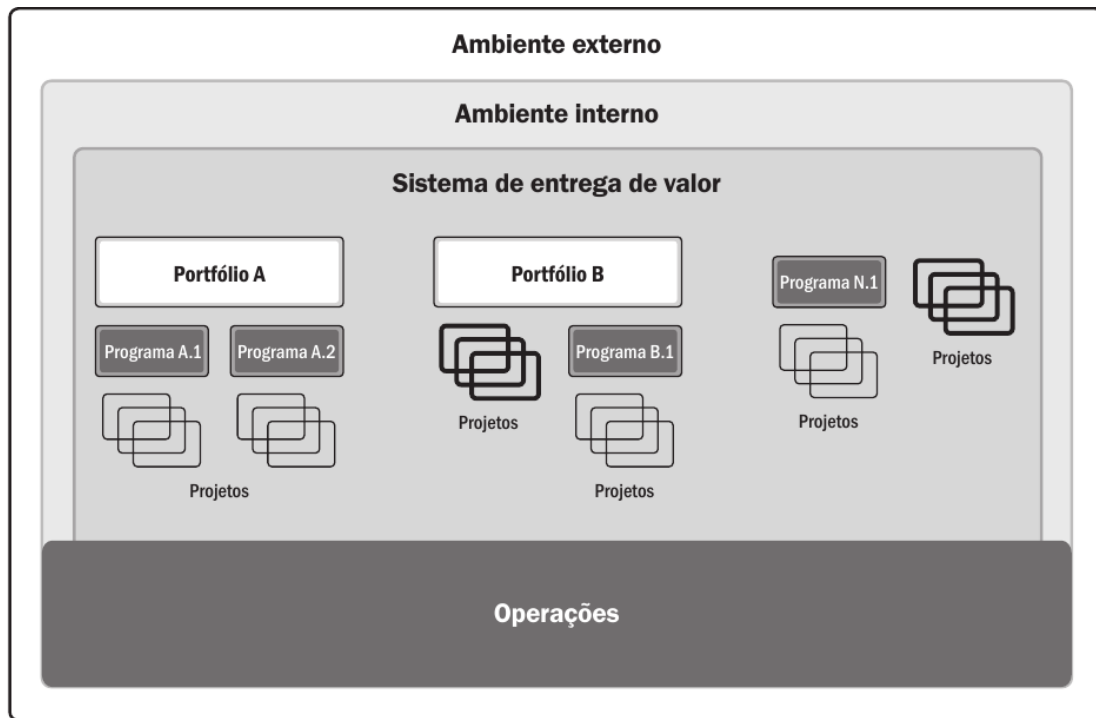 Ambiente externo
Ambiente interno
Sistema de entrega de valor
Portfólio A
Portfólio B
Programa N.1
Projetos
Programa A.1
Programa A.2
Programa B.1
Projetos
Projetos
Projetos
Projetos
Operações